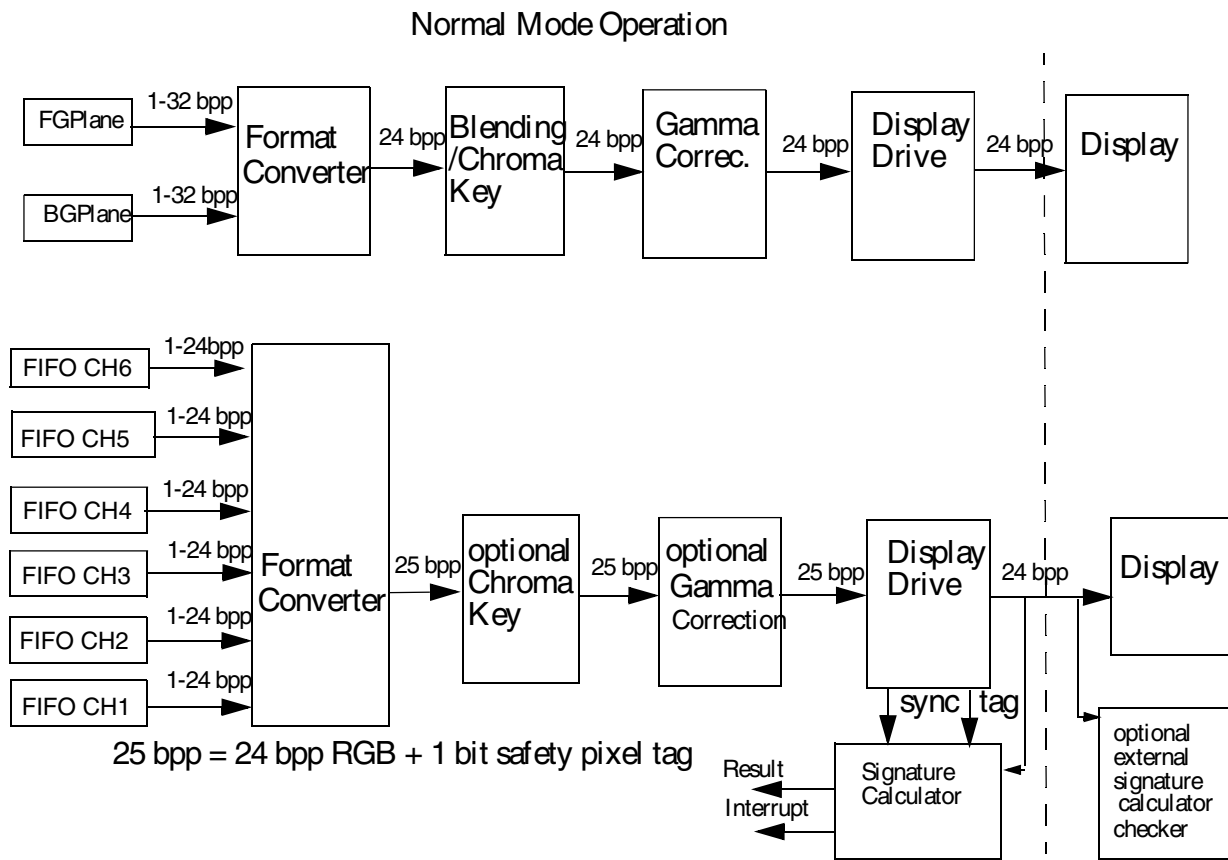 Normal Mode Operation
FGPlane
1-32 bpp
BGPlane
1-32 bpp
Format
Converter
24 bpp
Blending
/Chroma
Key
24 bpp
Gamma
Correc.
24 bpp
Display
Drive
24 bpp
Display
FIFO CH6
1-24bpp
FIFO CH5
1-24 bpp
FIFO CH4
1-24 bpp
FIFO CH3
1-24 bpp
FIFO CH2
1-24 bpp
FIFO CH1
1-24 bpp
Format
Converter
25 bpp
optional
Chroma
Key
25 bpp
optional
Gamma
Correction
25 bpp
Display
Drive
24 bpp
Display
sync tag
25 bpp = 24 bpp RGB + 1 bit safety pixel tag
Result
Interrupt
Signature
Calculator
optional
external
signature
calculator
checker